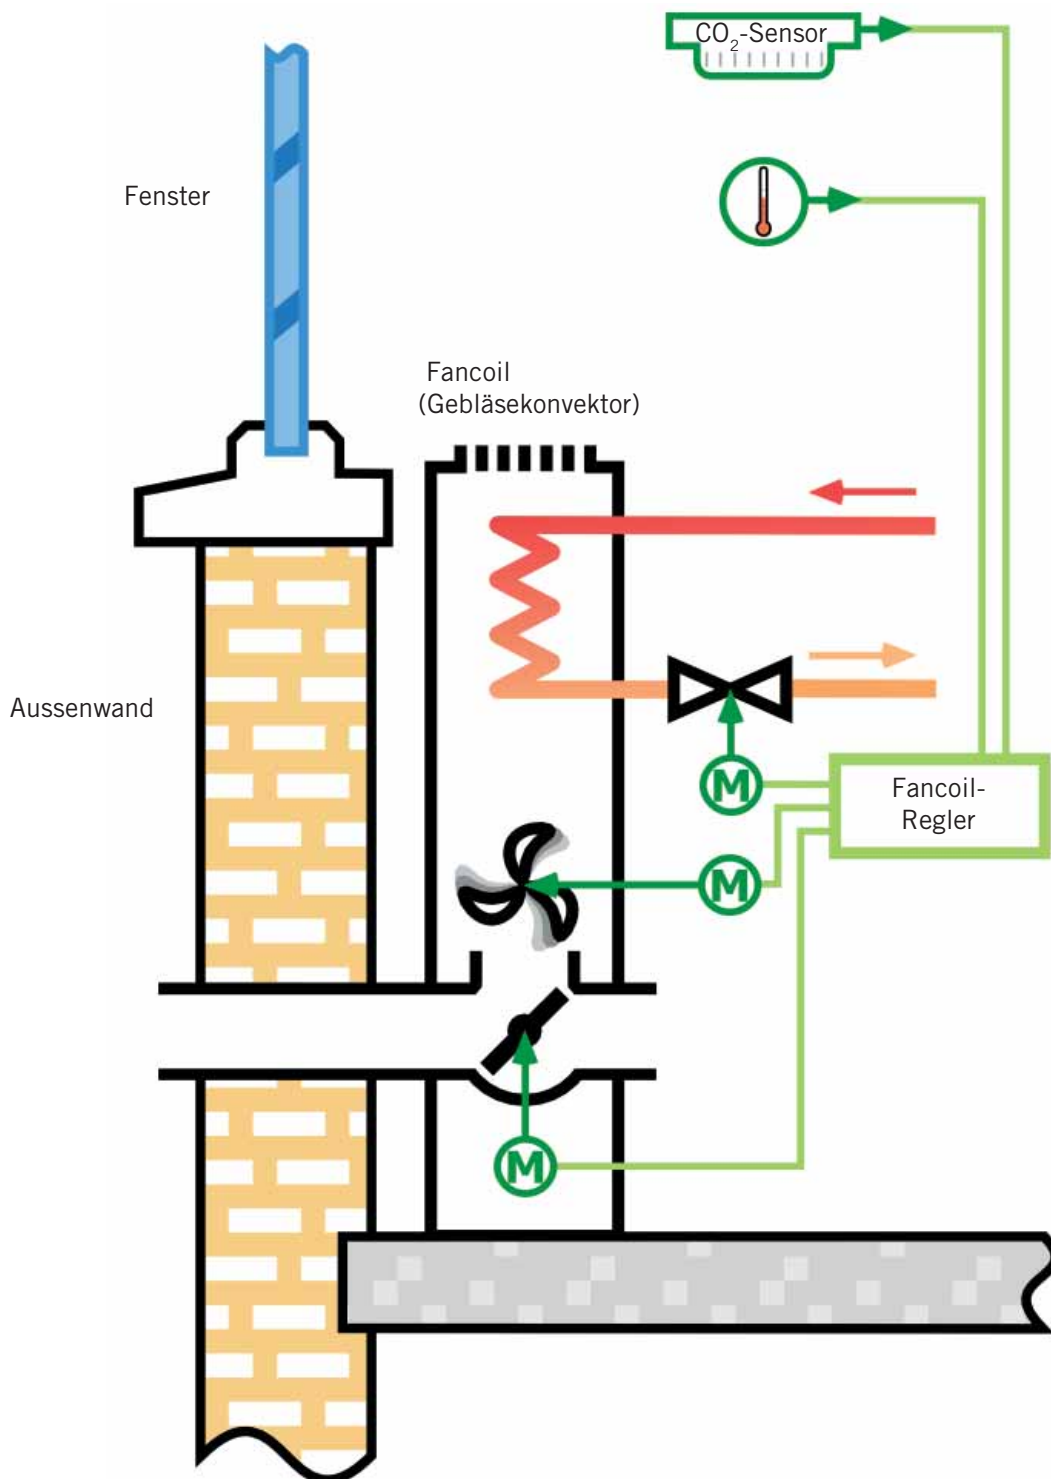 CO₂-Sensor
Fenster
Fancoil
(Gebläsekonvektor)
Aussenwand
Fancoil-
Regler
M
M
M